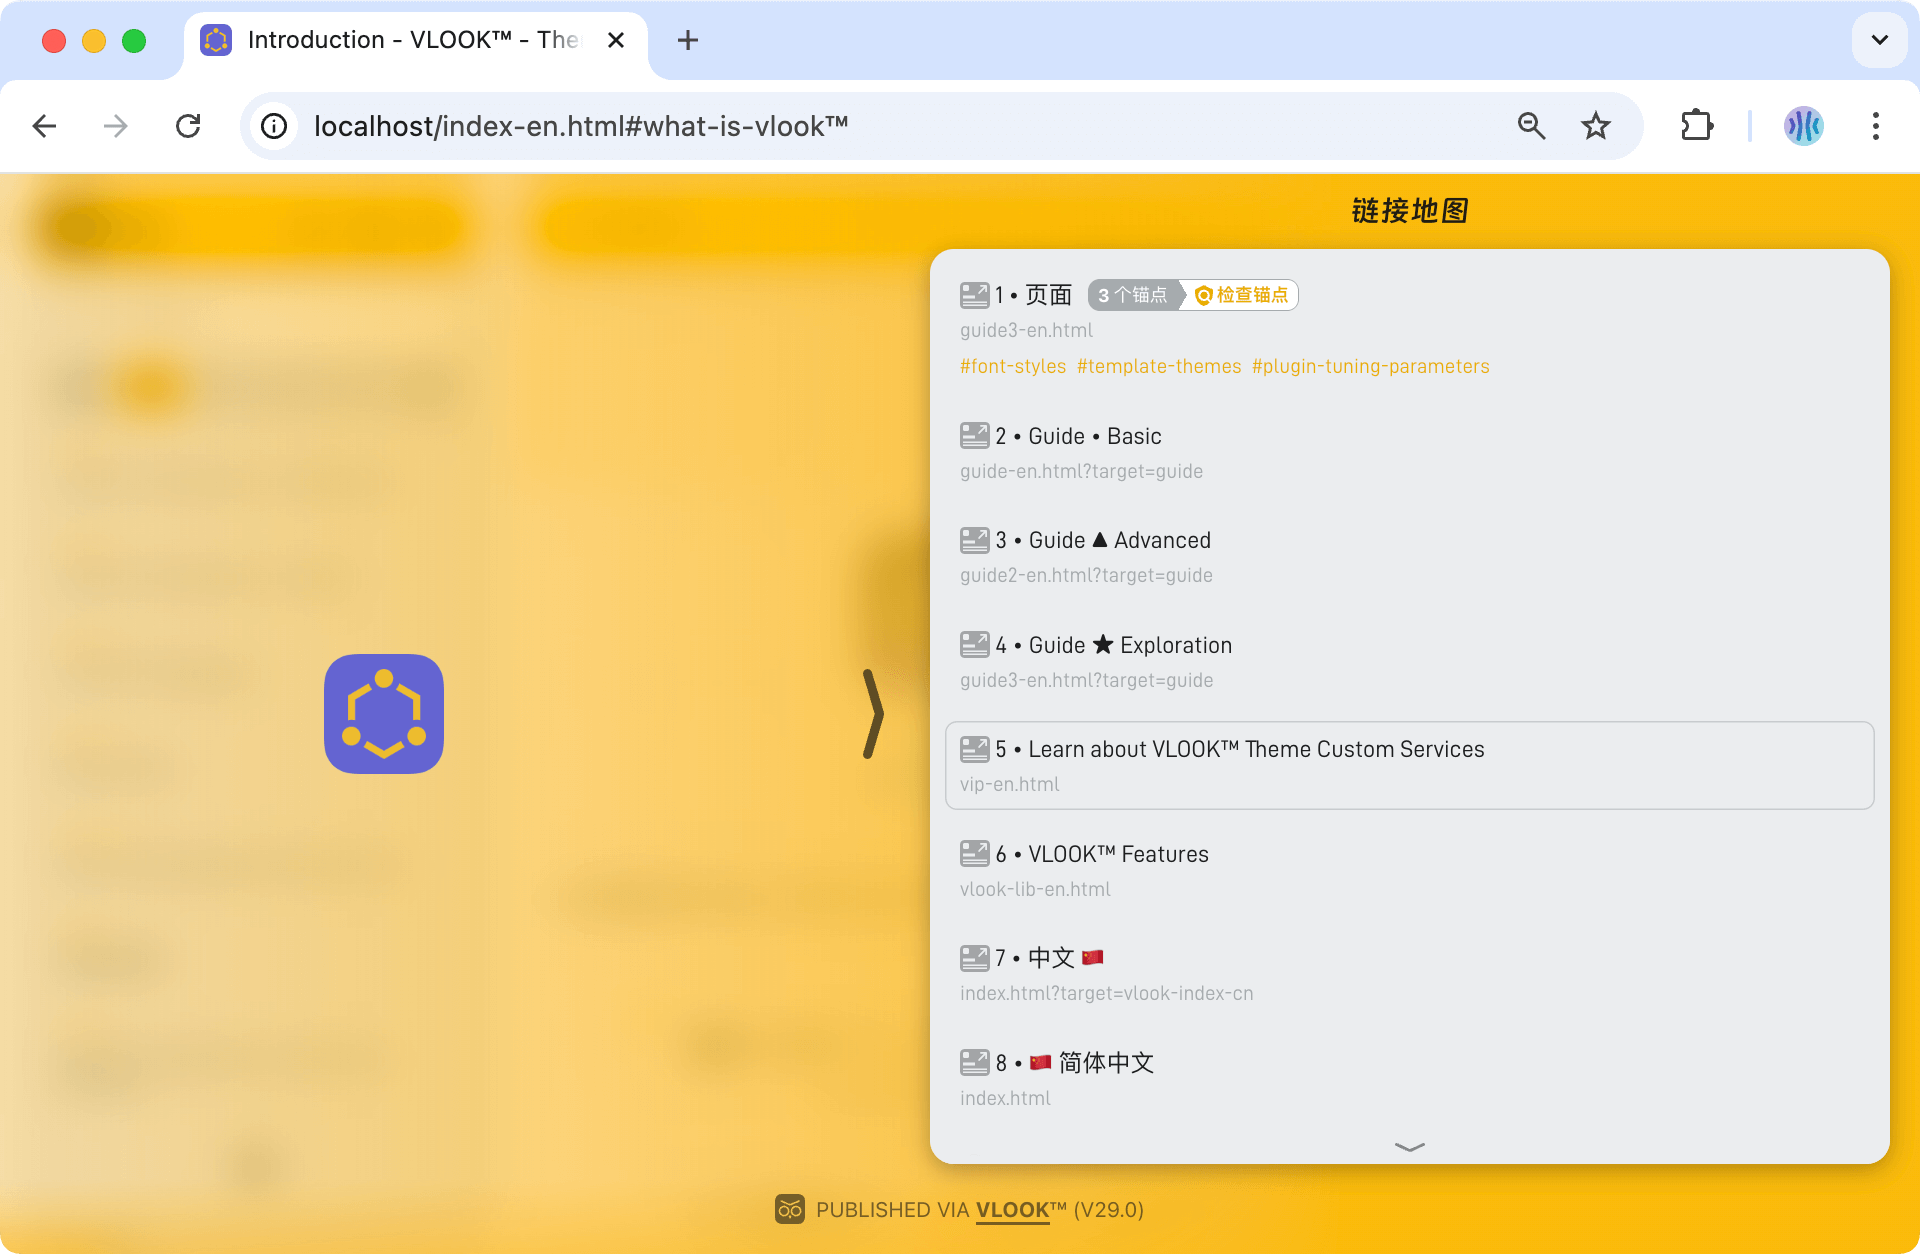 Introduction - VLOOK™ - The
localhost/index-en.html#what-is-vlook™
链接地图
1 • 页面 3 个锚点 检查锚点
guide3-en.html
#font-styles #template-themes #plugin-tuning-parameters
2 • Guide • Basic
guide-en.html?target=guide
3 • Guide ▲ Advanced
guide2-en.html?target=guide
4 • Guide ★ Exploration
guide3-en.html?target=guide
5 • Learn about VLOOK™ Theme Custom Services
vip-en.html
6 • VLOOK™ Features
vlook-lib-en.html
7 • 中文 🇨🇳
index.html?target=vlook-index-cn
8 • 🇨🇳 简体中文
index.html
PUBLISHED VIA VLOOK™ (V29.0)